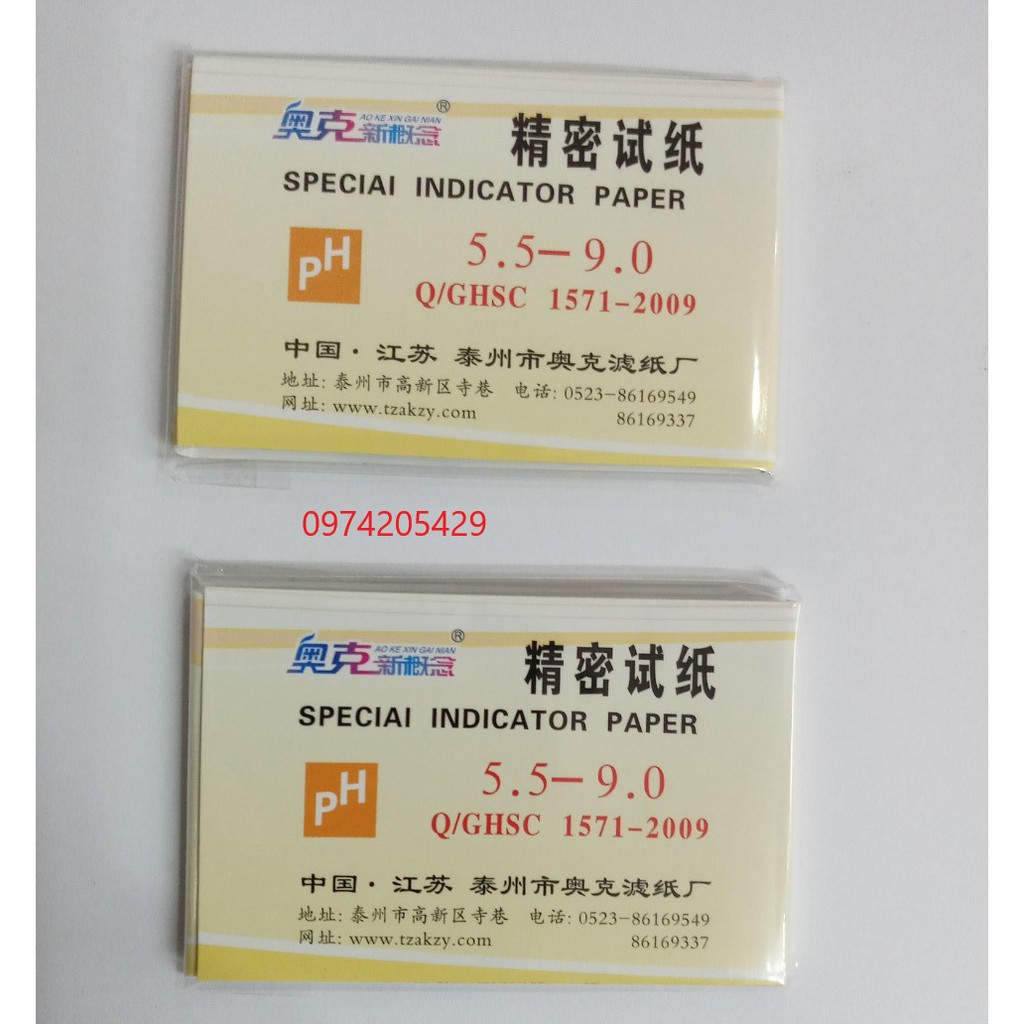 奥克 AO KE XIN GAI NIAN 新概念 ®
精密试纸
SPECIAI INDICATOR PAPER
pH
5.5-9.0
Q/GHSC 1571-2009
中国·江苏 泰州市奥克滤纸厂
地址: 泰州市高新区寺巷 电话: 0523-86169549
网址: www.tzakzy.com 86169337
0974205429
奥克 AO KE XIN GAI NIAN 新概念 ®
精密试纸
SPECIAI INDICATOR PAPER
pH
5.5-9.0
Q/GHSC 1571-2009
中国·江苏 泰州市奥克滤纸厂
地址: 泰州市高新区寺巷 电话: 0523-86169549
网址: www.tzakzy.com 86169337